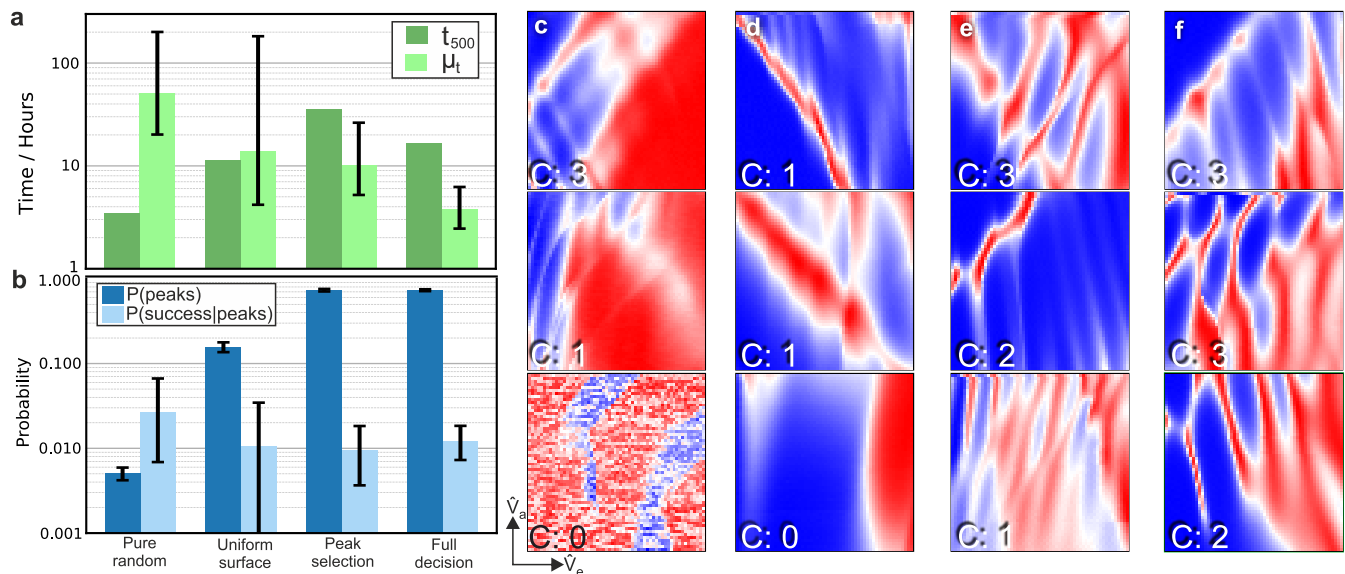 a
Time / Hours
100
10
1
t500
μt
b
Probability
1.000
0.100
0.010
0.001
P(peaks)
P(success|peaks)
Pure
random
Uniform
surface
Peak
selection
Full
decision
V̂a
V̂e
c
C: 3
C: 1
C: 0
d
C: 1
C: 1
C: 0
e
C: 3
C: 2
C: 1
f
C: 3
C: 3
C: 2